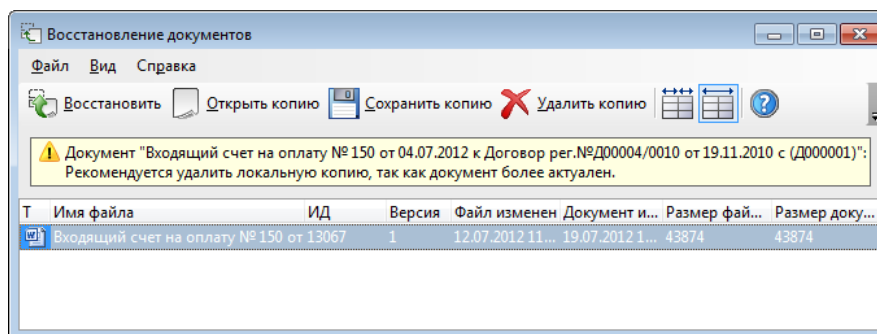 Восстановление документов
Файл Вид Справка
Восстановить Открыть копию Сохранить копию Удалить копию
Документ "Входящий счет на оплату № 150 от 04.07.2012 к Договор рег.№Д00004/0010 от 19.11.2010 с (Д000001)":
Рекомендуется удалить локальную копию, так как документ более актуален.
Т Имя файла ИД Версия Файл изменен Документ и... Размер фай... Размер доку...
Входящий счет на оплату № 150 от 13067 1 12.07.2012 11... 19.07.2012 1... 43874 43874